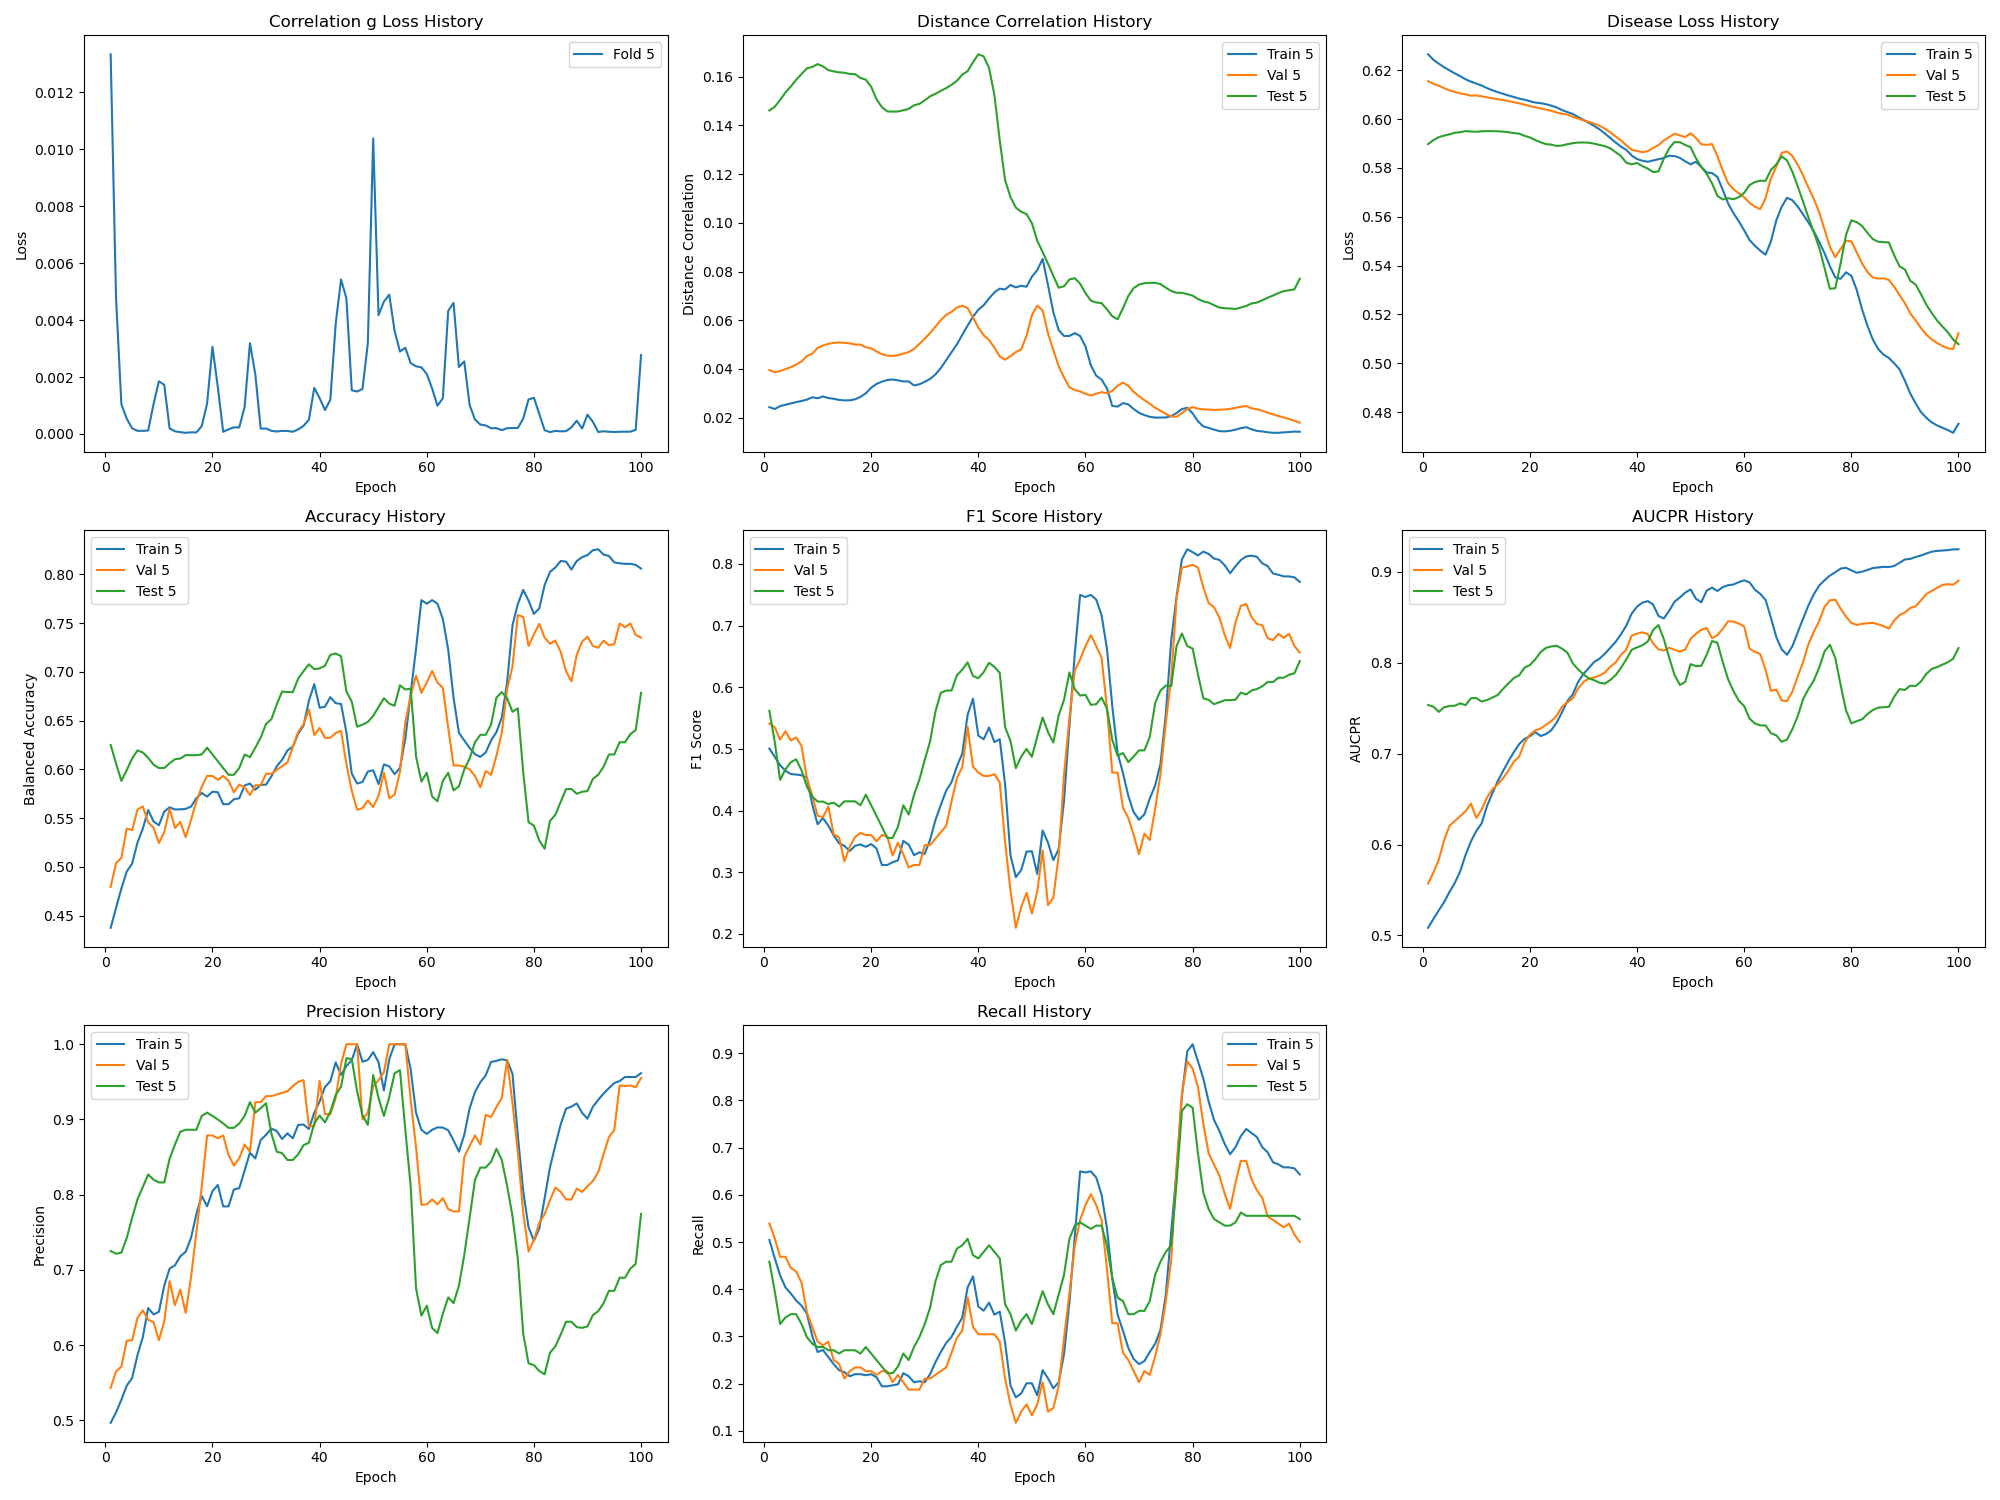 Correlation g Loss History
Fold 5
0.012
0.010
0.008
0.006
0.004
0.002
0.000
Loss
0 20 40 60 80 100
Epoch
Distance Correlation History
Train 5
Val 5
Test 5
0.16
0.14
0.12
0.10
0.08
0.06
0.04
0.02
Distance Correlation
0 20 40 60 80 100
Epoch
Disease Loss History
Train 5
Val 5
Test 5
0.62
0.60
0.58
0.56
0.54
0.52
0.50
0.48
Loss
0 20 40 60 80 100
Epoch
Accuracy History
Train 5
Val 5
Test 5
0.80
0.75
0.70
0.65
0.60
0.55
0.50
0.45
Balanced Accuracy
0 20 40 60 80 100
Epoch
F1 Score History
Train 5
Val 5
Test 5
0.8
0.7
0.6
0.5
0.4
0.3
0.2
F1 Score
0 20 40 60 80 100
Epoch
AUCPR History
Train 5
Val 5
Test 5
0.9
0.8
0.7
0.6
0.5
AUCPR
0 20 40 60 80 100
Epoch
Precision History
Train 5
Val 5
Test 5
1.0
0.9
0.8
0.7
0.6
0.5
Precision
0 20 40 60 80 100
Epoch
Recall History
Train 5
Val 5
Test 5
0.9
0.8
0.7
0.6
0.5
0.4
0.3
0.2
0.1
Recall
0 20 40 60 80 100
Epoch